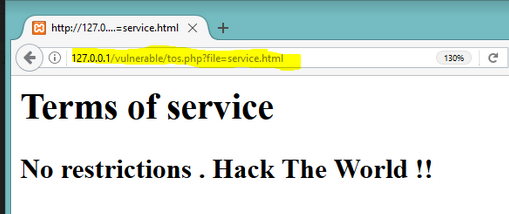 http://127.0....=service.html
127.0.0.1/vulnerable/tos.php?file=service.html
130%
Terms of service
No restrictions . Hack The World !!